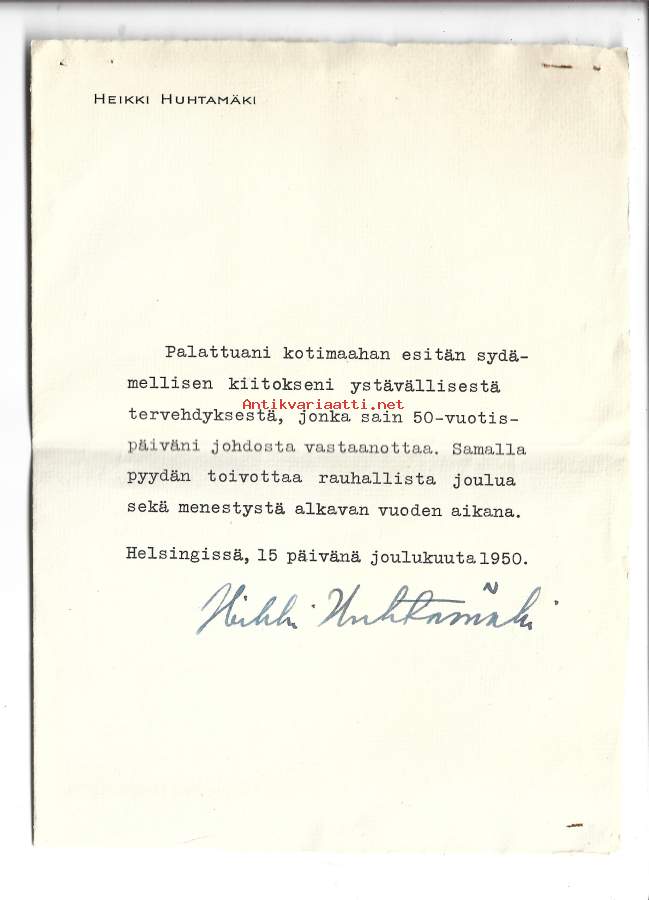 HEIKKI HUHTAMÄKI
Palattuani kotimaahan esitän sydä-
mellisen kiitokseni ystävällisestä
Antikvariaatti.net
tervehdyksestä, jonka sain 50-vuotis-
päiväni johdosta vastaanottaa. Samalla
pyydän toivottaa rauhallista joulua
sekä menestystä alkavan vuoden aikana.
Helsingissä, 15 päivänä joulukuuta 1950.
Heikki Huhtamäki